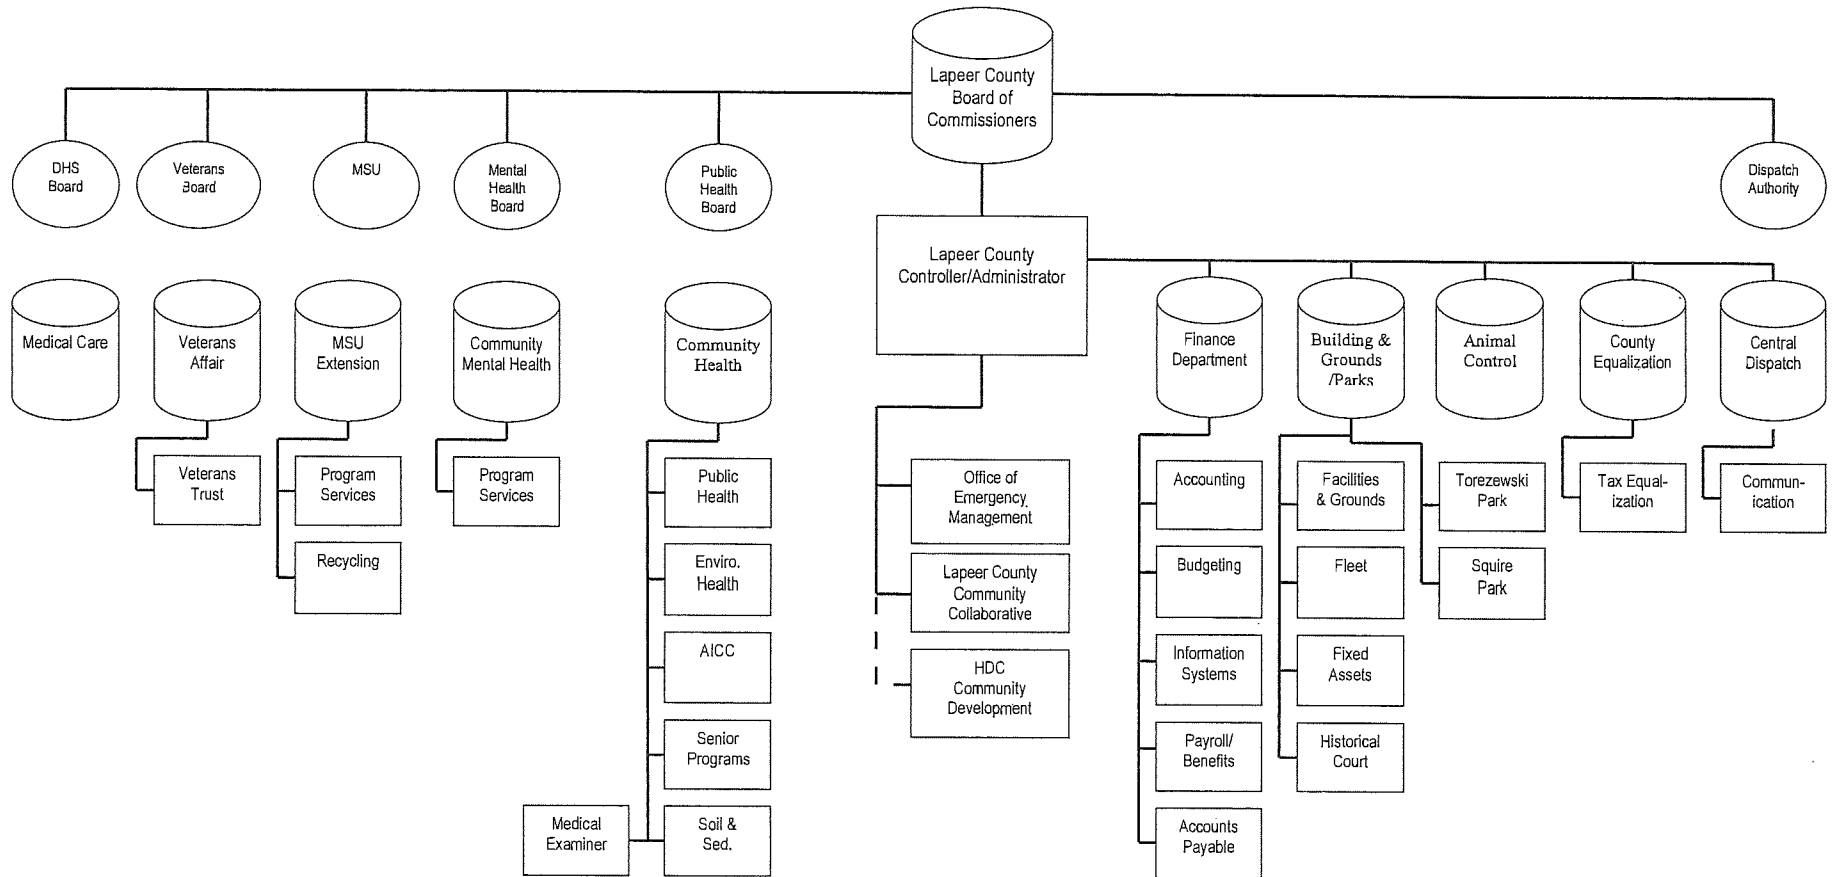 Lapeer County
Board of
Commissioners
DHS
Board
Veterans
Board
MSU
Mental
Health
Board
Public
Health
Board
Dispatch
Authority
Lapeer County
Controller/Administrator
Medical Care
Veterans
Affair
MSU
Extension
Community
Mental Health
Community
Health
Finance
Department
Building &
Grounds
/Parks
Animal
Control
County
Equalization
Central
Dispatch
Veterans
Trust
Program
Services
Recycling
Program
Services
Public
Health
Enviro.
Health
AICC
Senior
Programs
Medical
Examiner
Soil &
Sed.
Office of
Emergency
Management
Lapeer County
Community
Collaborative
HDC
Community
Development
Accounting
Budgeting
Information
Systems
Payroll/
Benefits
Accounts
Payable
Facilities
& Grounds
Fleet
Fixed
Assets
Historical
Court
Torezewski
Park
Squire
Park
Tax Equal-
ization
Commun-
ication